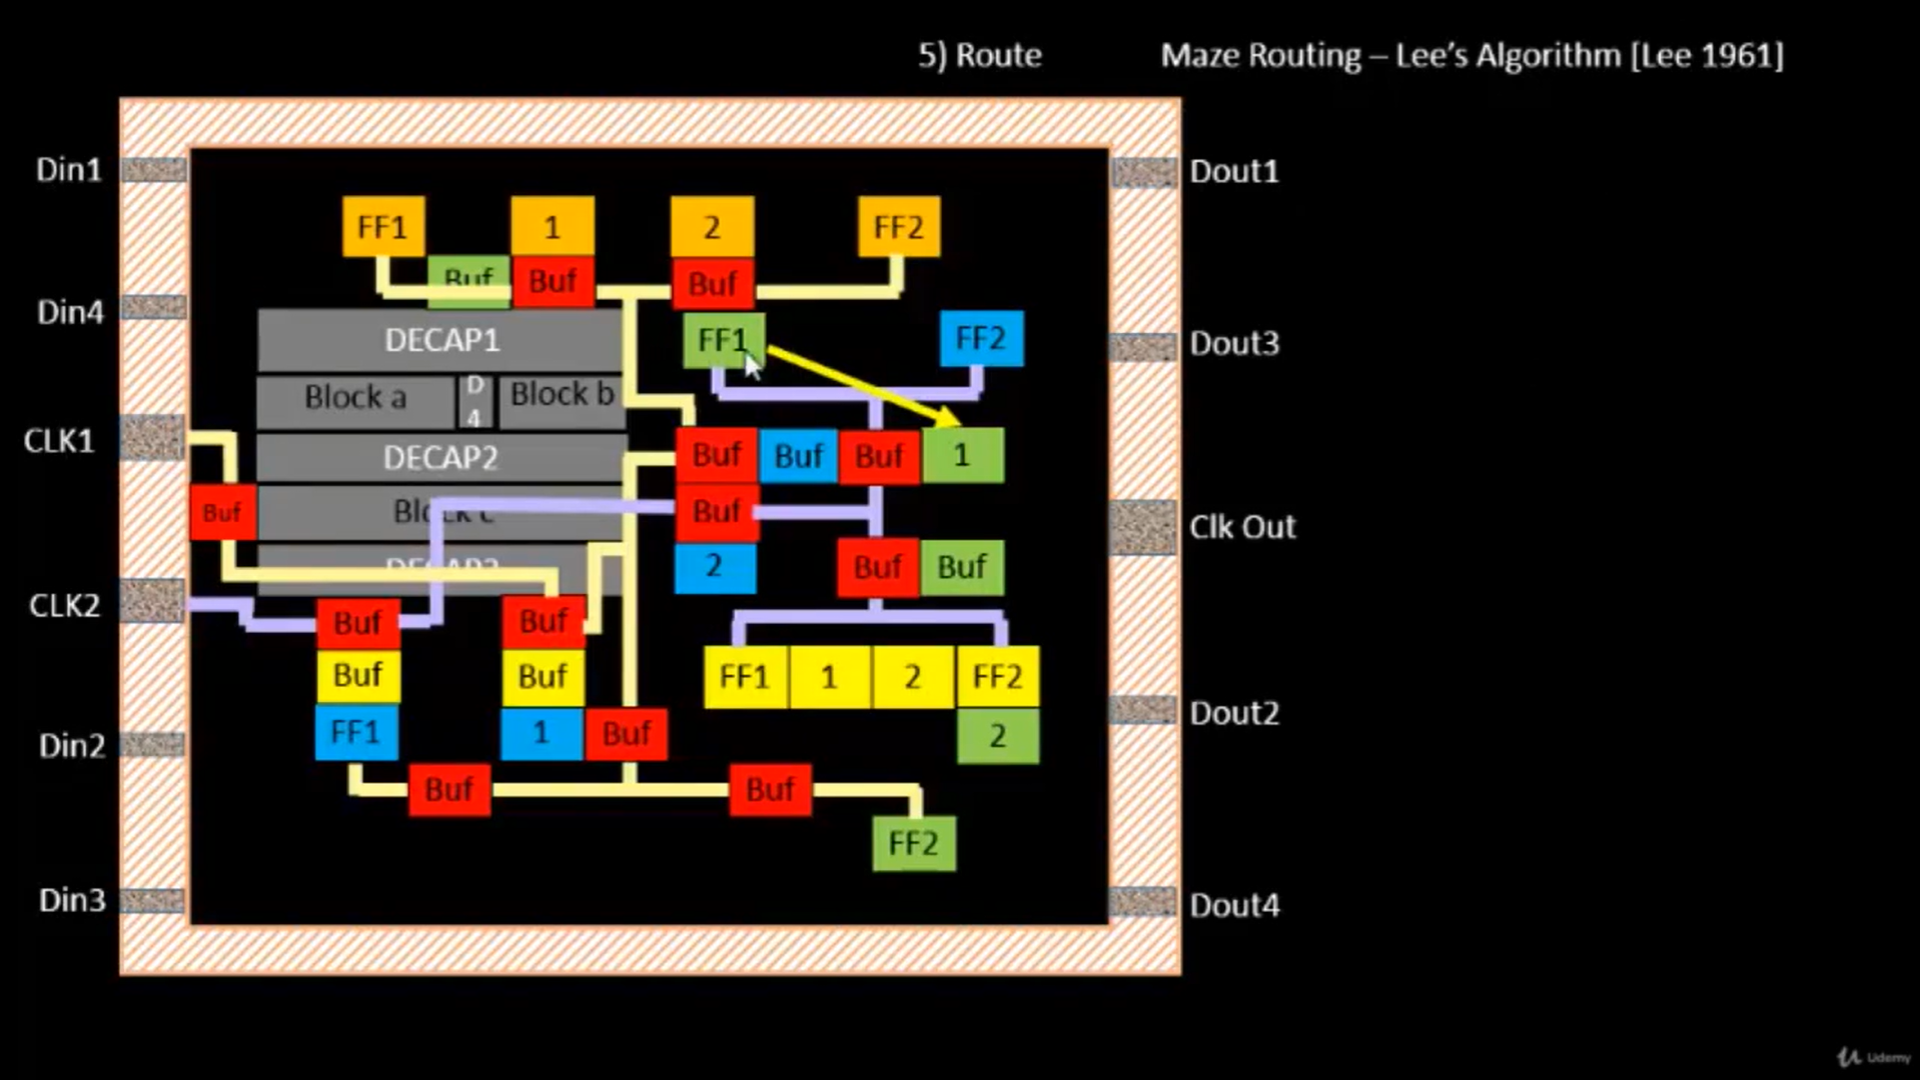 5) Route Maze Routing – Lee's Algorithm [Lee 1961]
Din1 Dout1
FF1 1 2 FF2
Buf Buf Buf
Din4 DECAP1 FF1 FF2 Dout3
Block a D 4 Block b
CLK1 DECAP2 Buf Buf Buf 1
Buf Block c Buf Clk Out
DECAP3 2 Buf Buf
CLK2 Buf Buf
Buf Buf FF1 1 2 FF2
Din2 FF1 1 Buf 2 Dout2
Buf Buf
FF2
Din3 Dout4
Udemy